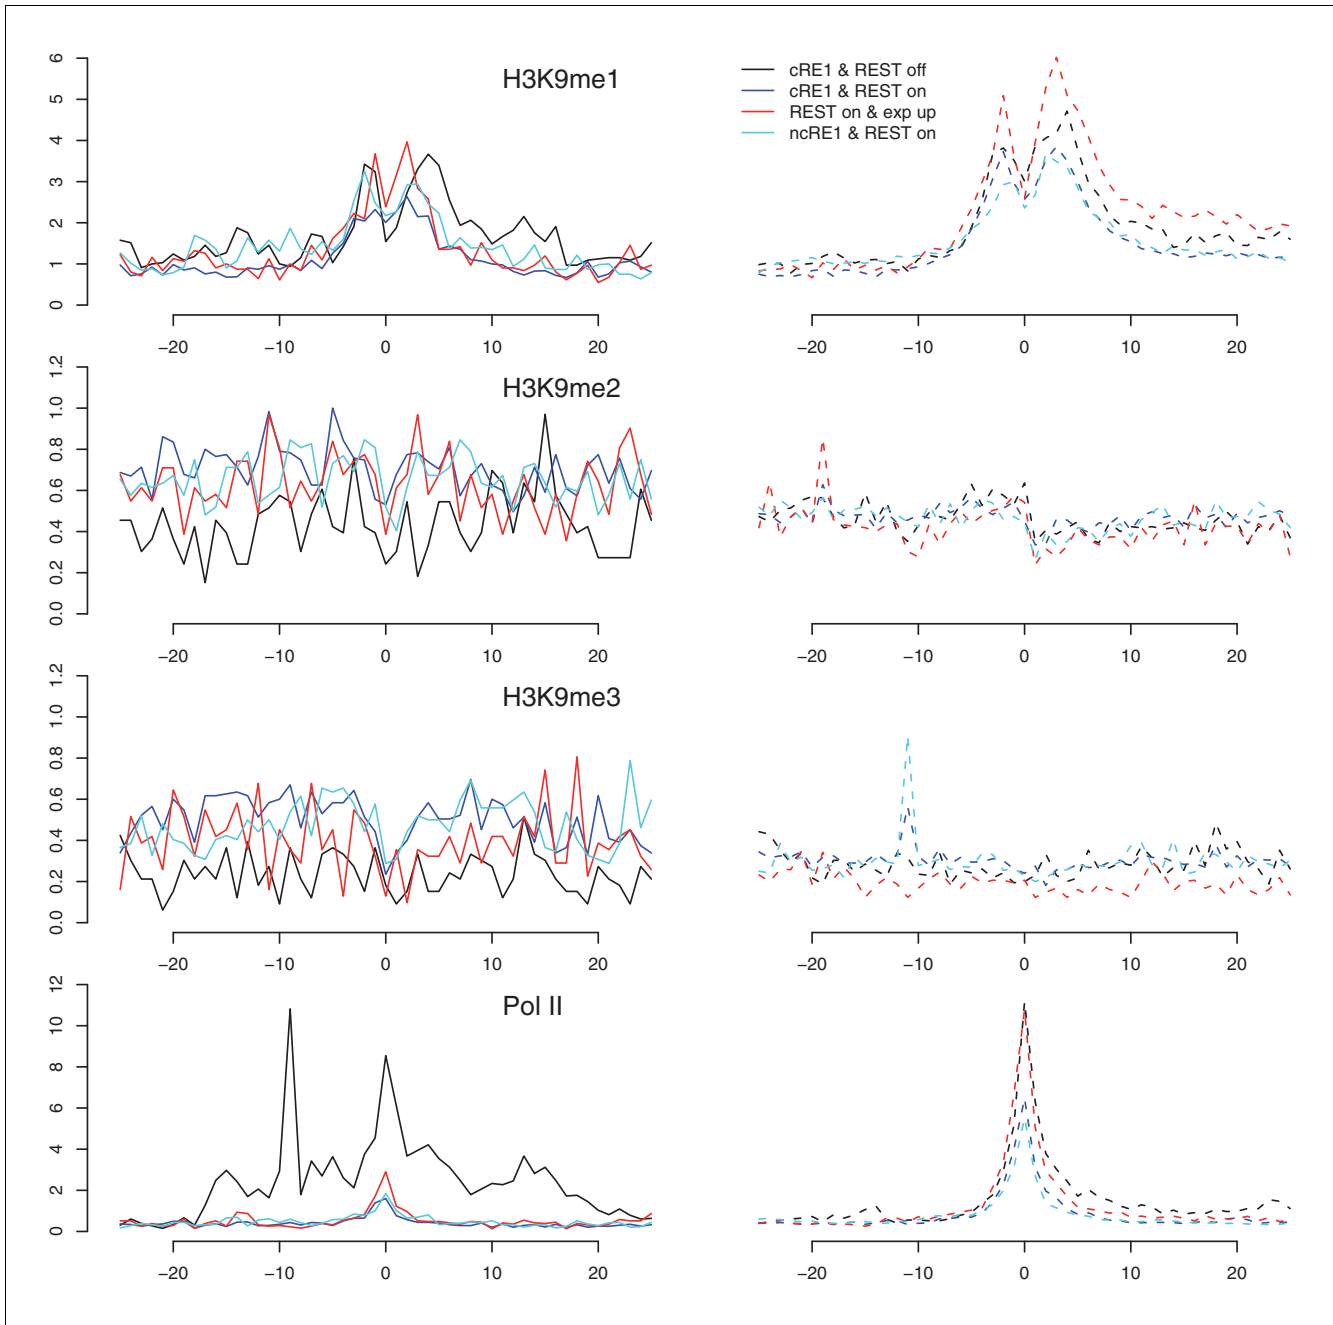 H3K9me1
cRE1 & REST off
cRE1 & REST on
REST on & exp up
ncRE1 & REST on
0 1 2 3 4 5 6
−20 −10 0 10 20
−20 −10 0 10 20
H3K9me2
0.0 0.2 0.4 0.6 0.8 1.0 1.2
−20 −10 0 10 20
−20 −10 0 10 20
H3K9me3
0.0 0.2 0.4 0.6 0.8 1.0 1.2
−20 −10 0 10 20
−20 −10 0 10 20
Pol II
0 2 4 6 8 10 12
−20 −10 0 10 20
−20 −10 0 10 20